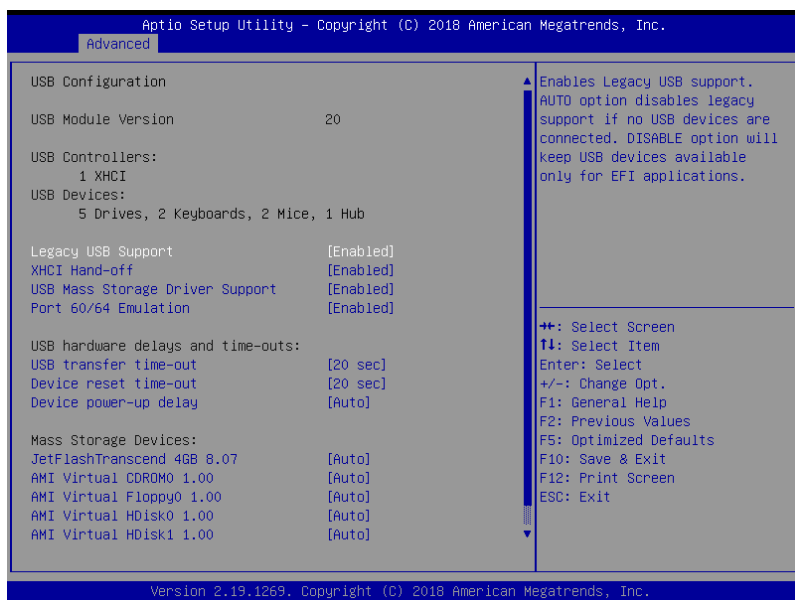 Aptio Setup Utility – Copyright (C) 2018 American Megatrends, Inc.
Advanced
USB Configuration
USB Module Version 20
USB Controllers:
1 XHCI
USB Devices:
5 Drives, 2 Keyboards, 2 Mice, 1 Hub
Legacy USB Support [Enabled]
XHCI Hand-off [Enabled]
USB Mass Storage Driver Support [Enabled]
Port 60/64 Emulation [Enabled]
USB hardware delays and time-outs:
USB transfer time-out [20 sec]
Device reset time-out [20 sec]
Device power-up delay [Auto]
Mass Storage Devices:
JetFlashTranscend 4GB 8.07 [Auto]
AMI Virtual CDROM0 1.00 [Auto]
AMI Virtual Floppy0 1.00 [Auto]
AMI Virtual HDisk0 1.00 [Auto]
AMI Virtual HDisk1 1.00 [Auto]
Enables Legacy USB support.
AUTO option disables legacy
support if no USB devices are
connected. DISABLE option will
keep USB devices available
only for EFI applications.
→←: Select Screen
↑↓: Select Item
Enter: Select
+/-: Change Opt.
F1: General Help
F2: Previous Values
F5: Optimized Defaults
F10: Save & Exit
F12: Print Screen
ESC: Exit
Version 2.19.1269. Copyright (C) 2018 American Megatrends, Inc.